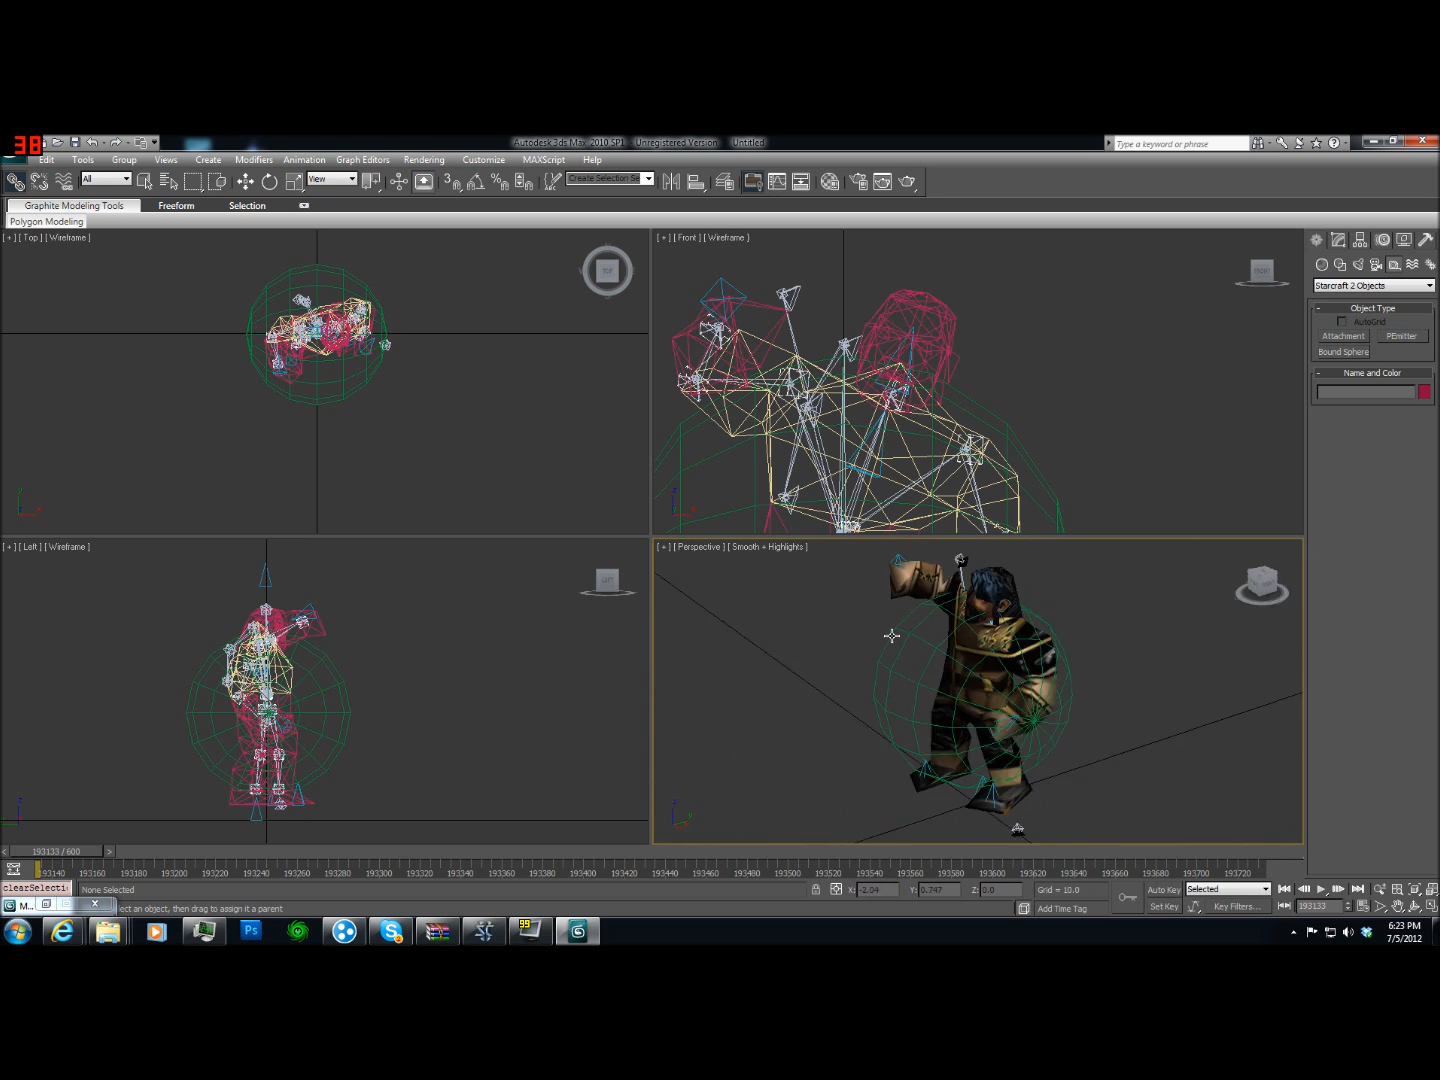 38
Autodesk 3ds Max 2010 SP1 - Unregistered Version Untitled
Type a keyword or phrase
Edit Tools Group Views Create Modifiers Animation Graph Editors Rendering Customize MAXScript Help
All View Create Selection Se
Graphite Modeling Tools Freeform Selection
Polygon Modeling
[ + ] [ Top ] [ Wireframe ]
[ + ] [ Front ] [ Wireframe ]
TOP
FRONT
Starcraft 2 Objects
- Object Type
AutoGrid
Attachment PEmitter
Bound Sphere
- Name and Color
[ + ] [ Left ] [ Wireframe ]
[ + ] [ Perspective ] [ Smooth + Highlights ]
LEFT
< 193133 / 600 >
193140 193160 193180 193200 193220 193240 193260 193280 193300 193320 193340 193360 193380 193400 193420 193440 193460 193480 193500 193520 193540 193560 193580 193600 193620 193640 193660 193680 193700 193720
clearSelecti None Selected X: -2.04 Y: 0.747 Z: 0.0 Grid = 10.0 Auto Key Selected
M... ect an object, then drag to assign it a parent Add Time Tag Set Key Key Filters... 193133
Ps 99
6:23 PM
7/5/2012